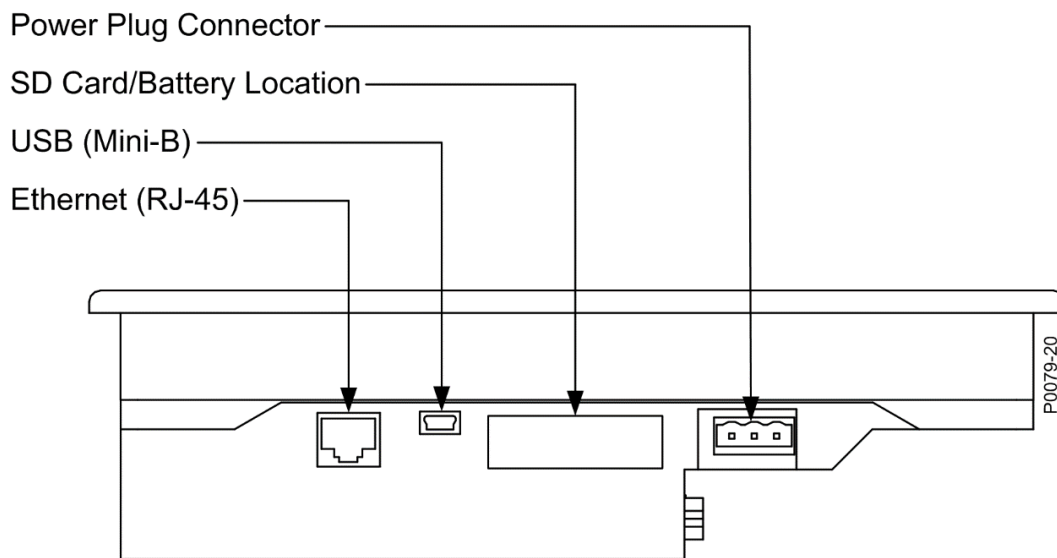 Power Plug Connector
SD Card/Battery Location
USB (Mini-B)
Ethernet (RJ-45)
P0079-20